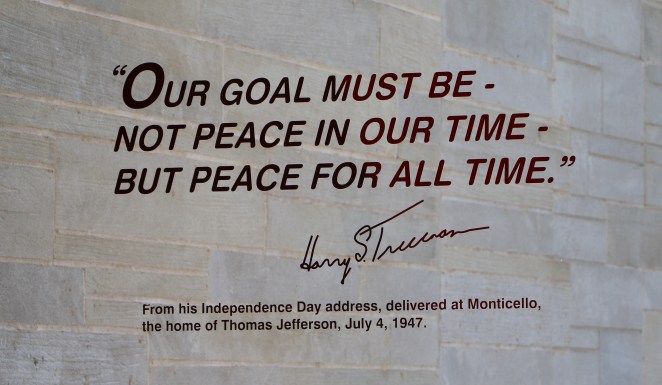 “OUR GOAL MUST BE -
NOT PEACE IN OUR TIME -
BUT PEACE FOR ALL TIME.”
Harry S. Truman
From his Independence Day address, delivered at Monticello,
the home of Thomas Jefferson, July 4, 1947.